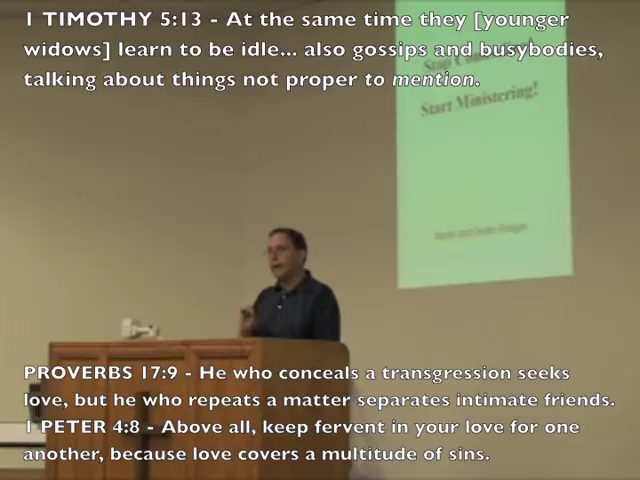 1 TIMOTHY 5:13 - At the same time they [younger
widows] learn to be idle... also gossips and busybodies,
talking about things not proper to mention.
Stop
Start Ministering!
PROVERBS 17:9 - He who conceals a transgression seeks
love, but he who repeats a matter separates intimate friends.
1 PETER 4:8 - Above all, keep fervent in your love for one
another, because love covers a multitude of sins.